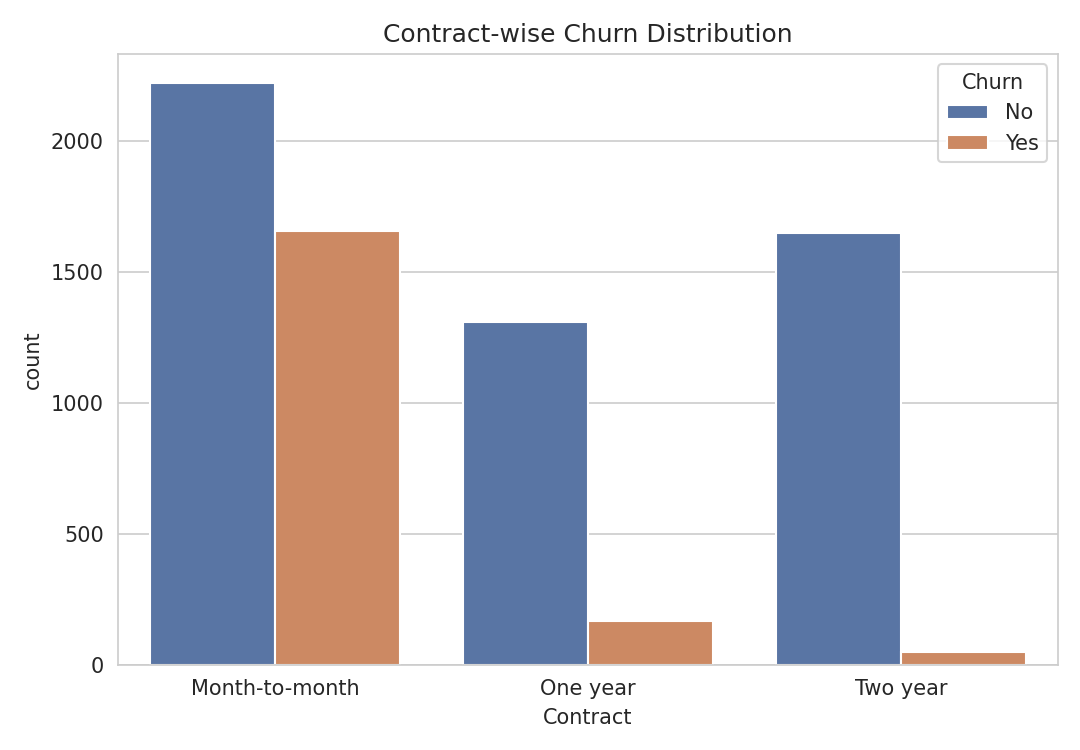 Contract-wise Churn Distribution
Churn
No
Yes
2000
1500
1000
500
0
count
Month-to-month
One year
Two year
Contract